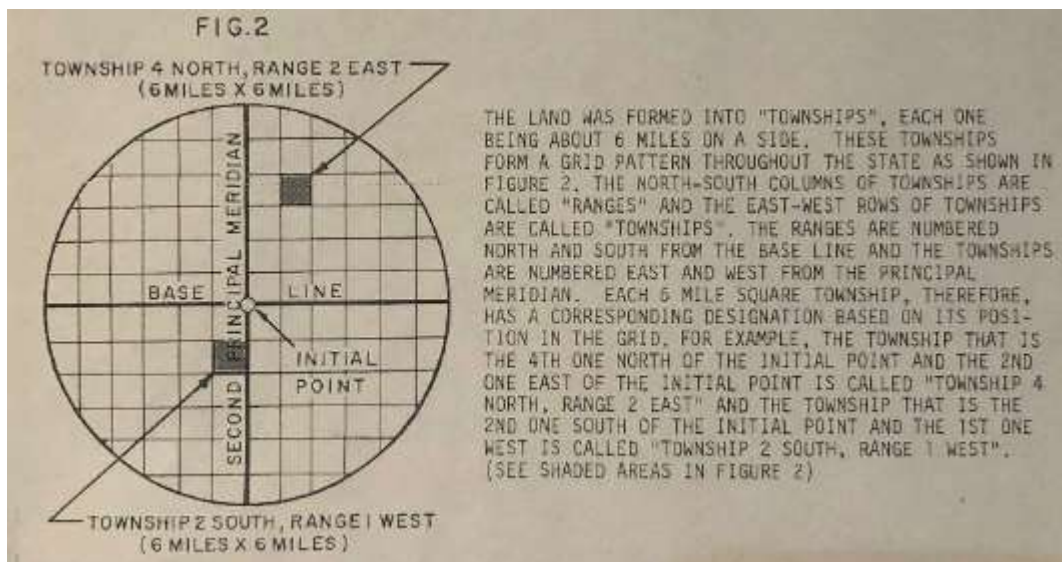 FIG.2
TOWNSHIP 4 NORTH, RANGE 2 EAST
(6 MILES X 6 MILES)
SECOND PRINCIPAL MERIDIAN
BASE LINE
INITIAL
POINT
TOWNSHIP 2 SOUTH, RANGE 1 WEST
(6 MILES X 6 MILES)
THE LAND WAS FORMED INTO "TOWNSHIPS", EACH ONE
BEING ABOUT 6 MILES ON A SIDE. THESE TOWNSHIPS
FORM A GRID PATTERN THROUGHOUT THE STATE AS SHOWN IN
FIGURE 2. THE NORTH-SOUTH COLUMNS OF TOWNSHIPS ARE
CALLED "RANGES" AND THE EAST-WEST ROWS OF TOWNSHIPS
ARE CALLED "TOWNSHIPS". THE RANGES ARE NUMBERED
NORTH AND SOUTH FROM THE BASE LINE AND THE TOWNSHIPS
ARE NUMBERED EAST AND WEST FROM THE PRINCIPAL
MERIDIAN. EACH 6 MILE SQUARE TOWNSHIP, THEREFORE,
HAS A CORRESPONDING DESIGNATION BASED ON ITS POSI-
TION IN THE GRID. FOR EXAMPLE, THE TOWNSHIP THAT IS
THE 4TH ONE NORTH OF THE INITIAL POINT AND THE 2ND
ONE EAST OF THE INITIAL POINT IS CALLED "TOWNSHIP 4
NORTH, RANGE 2 EAST" AND THE TOWNSHIP THAT IS THE
2ND ONE SOUTH OF THE INITIAL POINT AND THE 1ST ONE
WEST IS CALLED "TOWNSHIP 2 SOUTH, RANGE 1 WEST".
(SEE SHADED AREAS IN FIGURE 2)